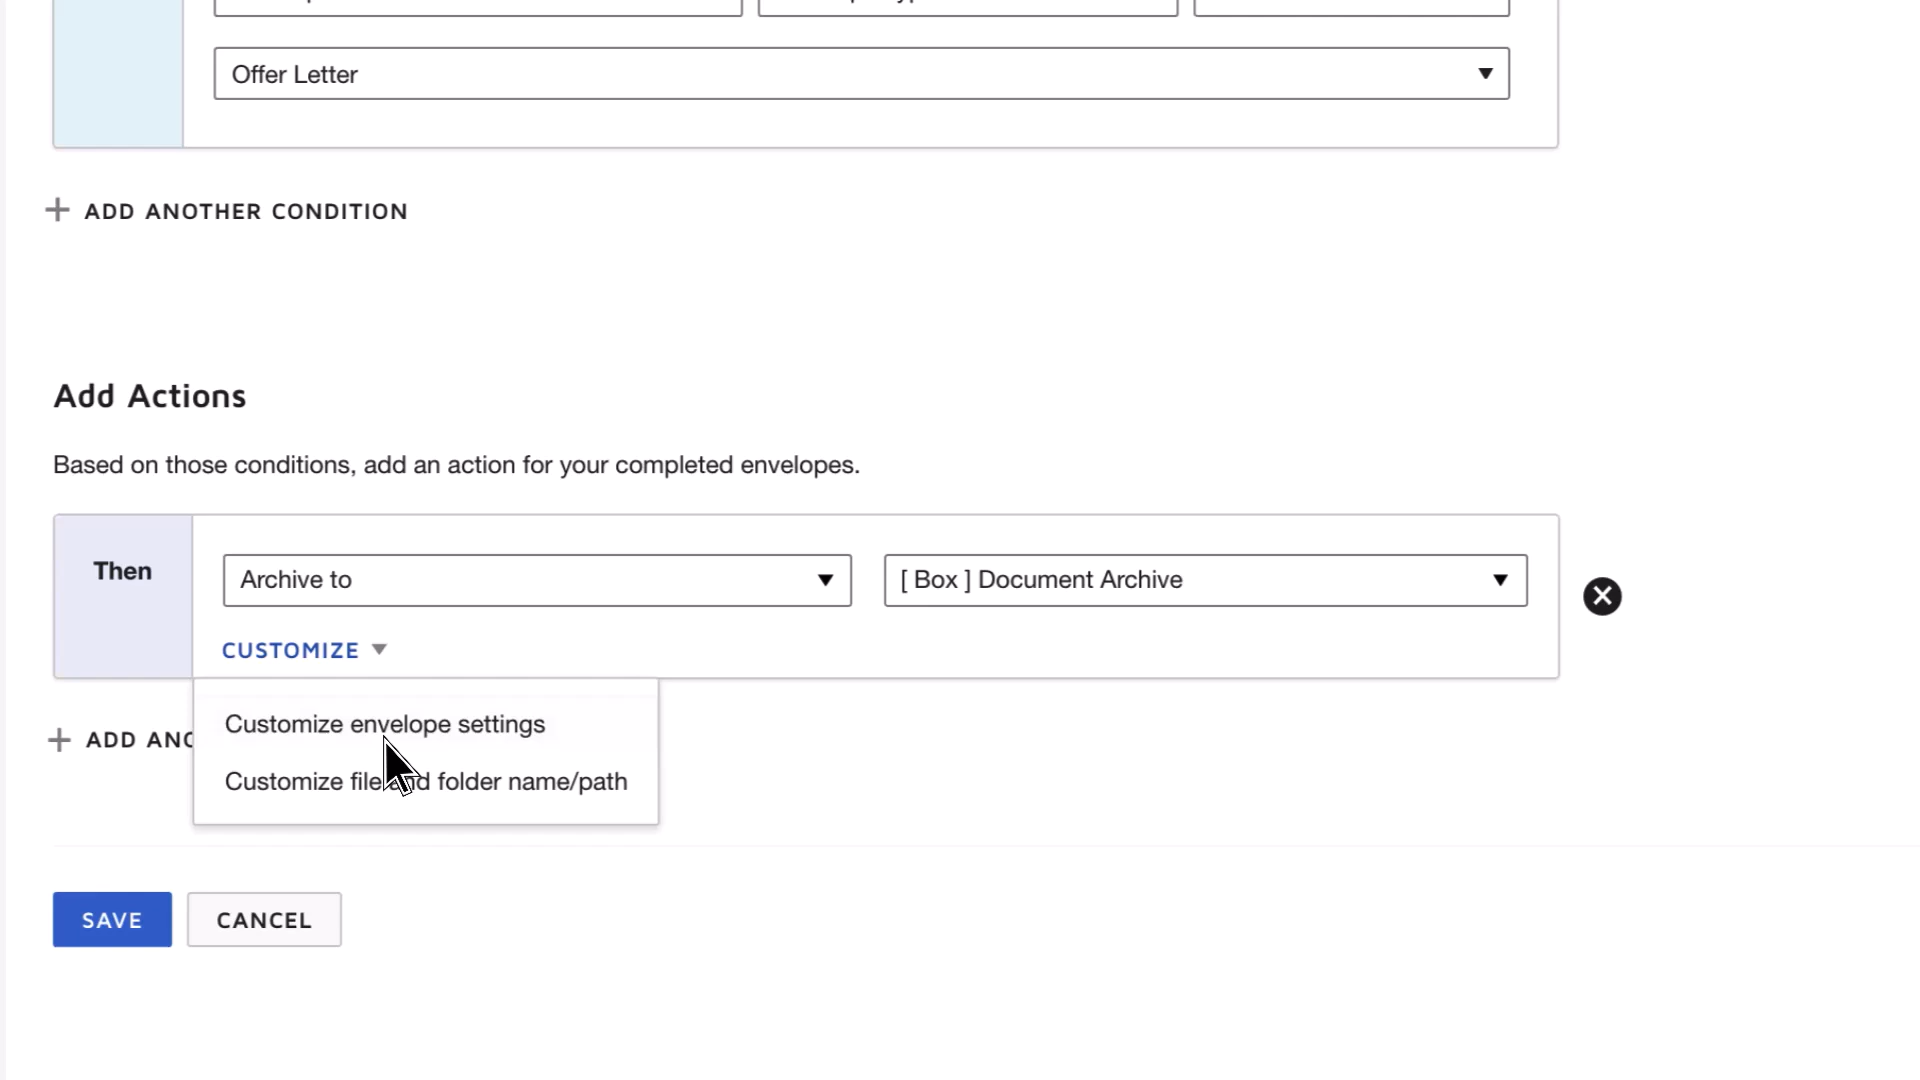 Offer Letter
ADD ANOTHER CONDITION
Add Actions
Based on those conditions, add an action for your completed envelopes.
Then
Archive to
[ Box ] Document Archive
CUSTOMIZE
Customize envelope settings
ADD
Customize file and folder name/path
SAVE
CANCEL